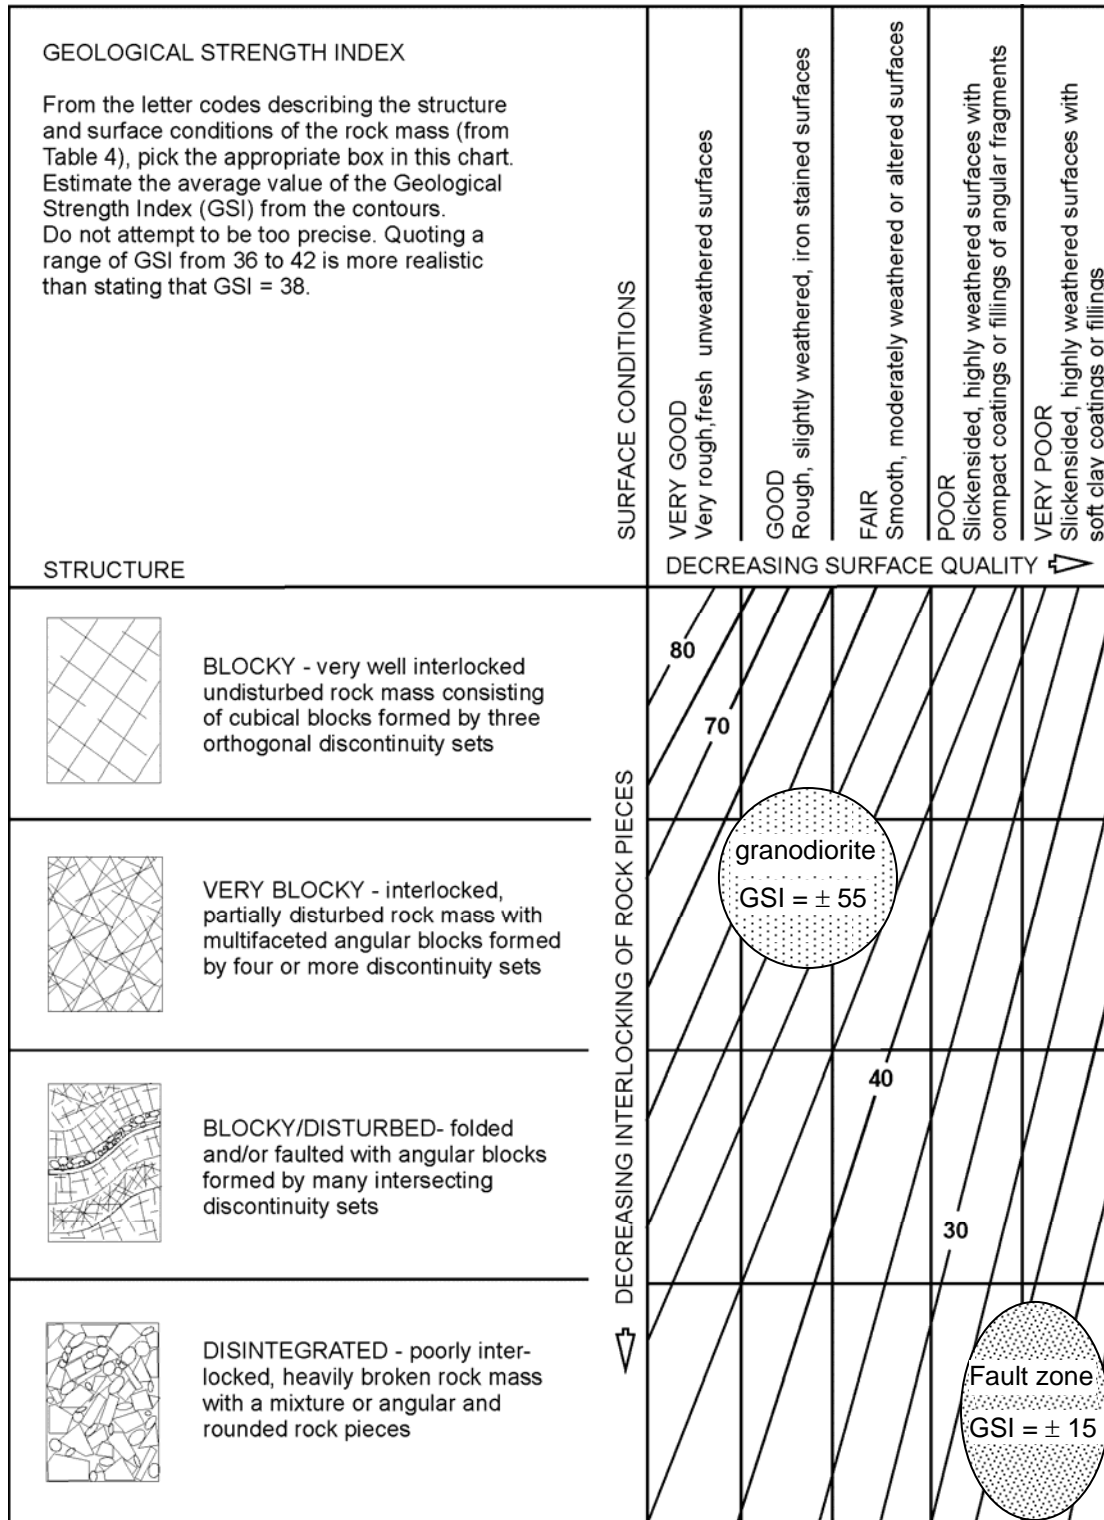 GEOLOGICAL STRENGTH INDEX
From the letter codes describing the structure
and surface conditions of the rock mass (from
Table 4), pick the appropriate box in this chart.
Estimate the average value of the Geological
Strength Index (GSI) from the contours.
Do not attempt to be too precise. Quoting a
range of GSI from 36 to 42 is more realistic
than stating that GSI = 38.
SURFACE CONDITIONS
VERY GOOD
Very rough,fresh unweathered surfaces
GOOD
Rough, slightly weathered, iron stained surfaces
FAIR
Smooth, moderately weathered or altered surfaces
POOR
Slickensided, highly weathered surfaces with
compact coatings or fillings of angular fragments
VERY POOR
Slickensided, highly weathered surfaces with
soft clay coatings or fillings
STRUCTURE
DECREASING SURFACE QUALITY
BLOCKY - very well interlocked
undisturbed rock mass consisting
of cubical blocks formed by three
orthogonal discontinuity sets
VERY BLOCKY - interlocked,
partially disturbed rock mass with
multifaceted angular blocks formed
by four or more discontinuity sets
BLOCKY/DISTURBED- folded
and/or faulted with angular blocks
formed by many intersecting
discontinuity sets
DISINTEGRATED - poorly inter-
locked, heavily broken rock mass
with a mixture or angular and
rounded rock pieces
DECREASING INTERLOCKING OF ROCK PIECES
80
70
granodiorite
GSI = ± 55
40
30
Fault zone
GSI = ± 15